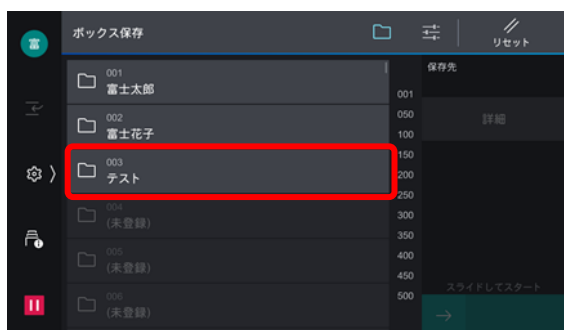 富
ボックス保存
リセット
001
富士太郎
002
富士花子
003
テスト
004
(未登録)
005
(未登録)
006
(未登録)
001
050
100
150
200
250
300
350
400
450
500
保存先
詳細
スライドしてスタート